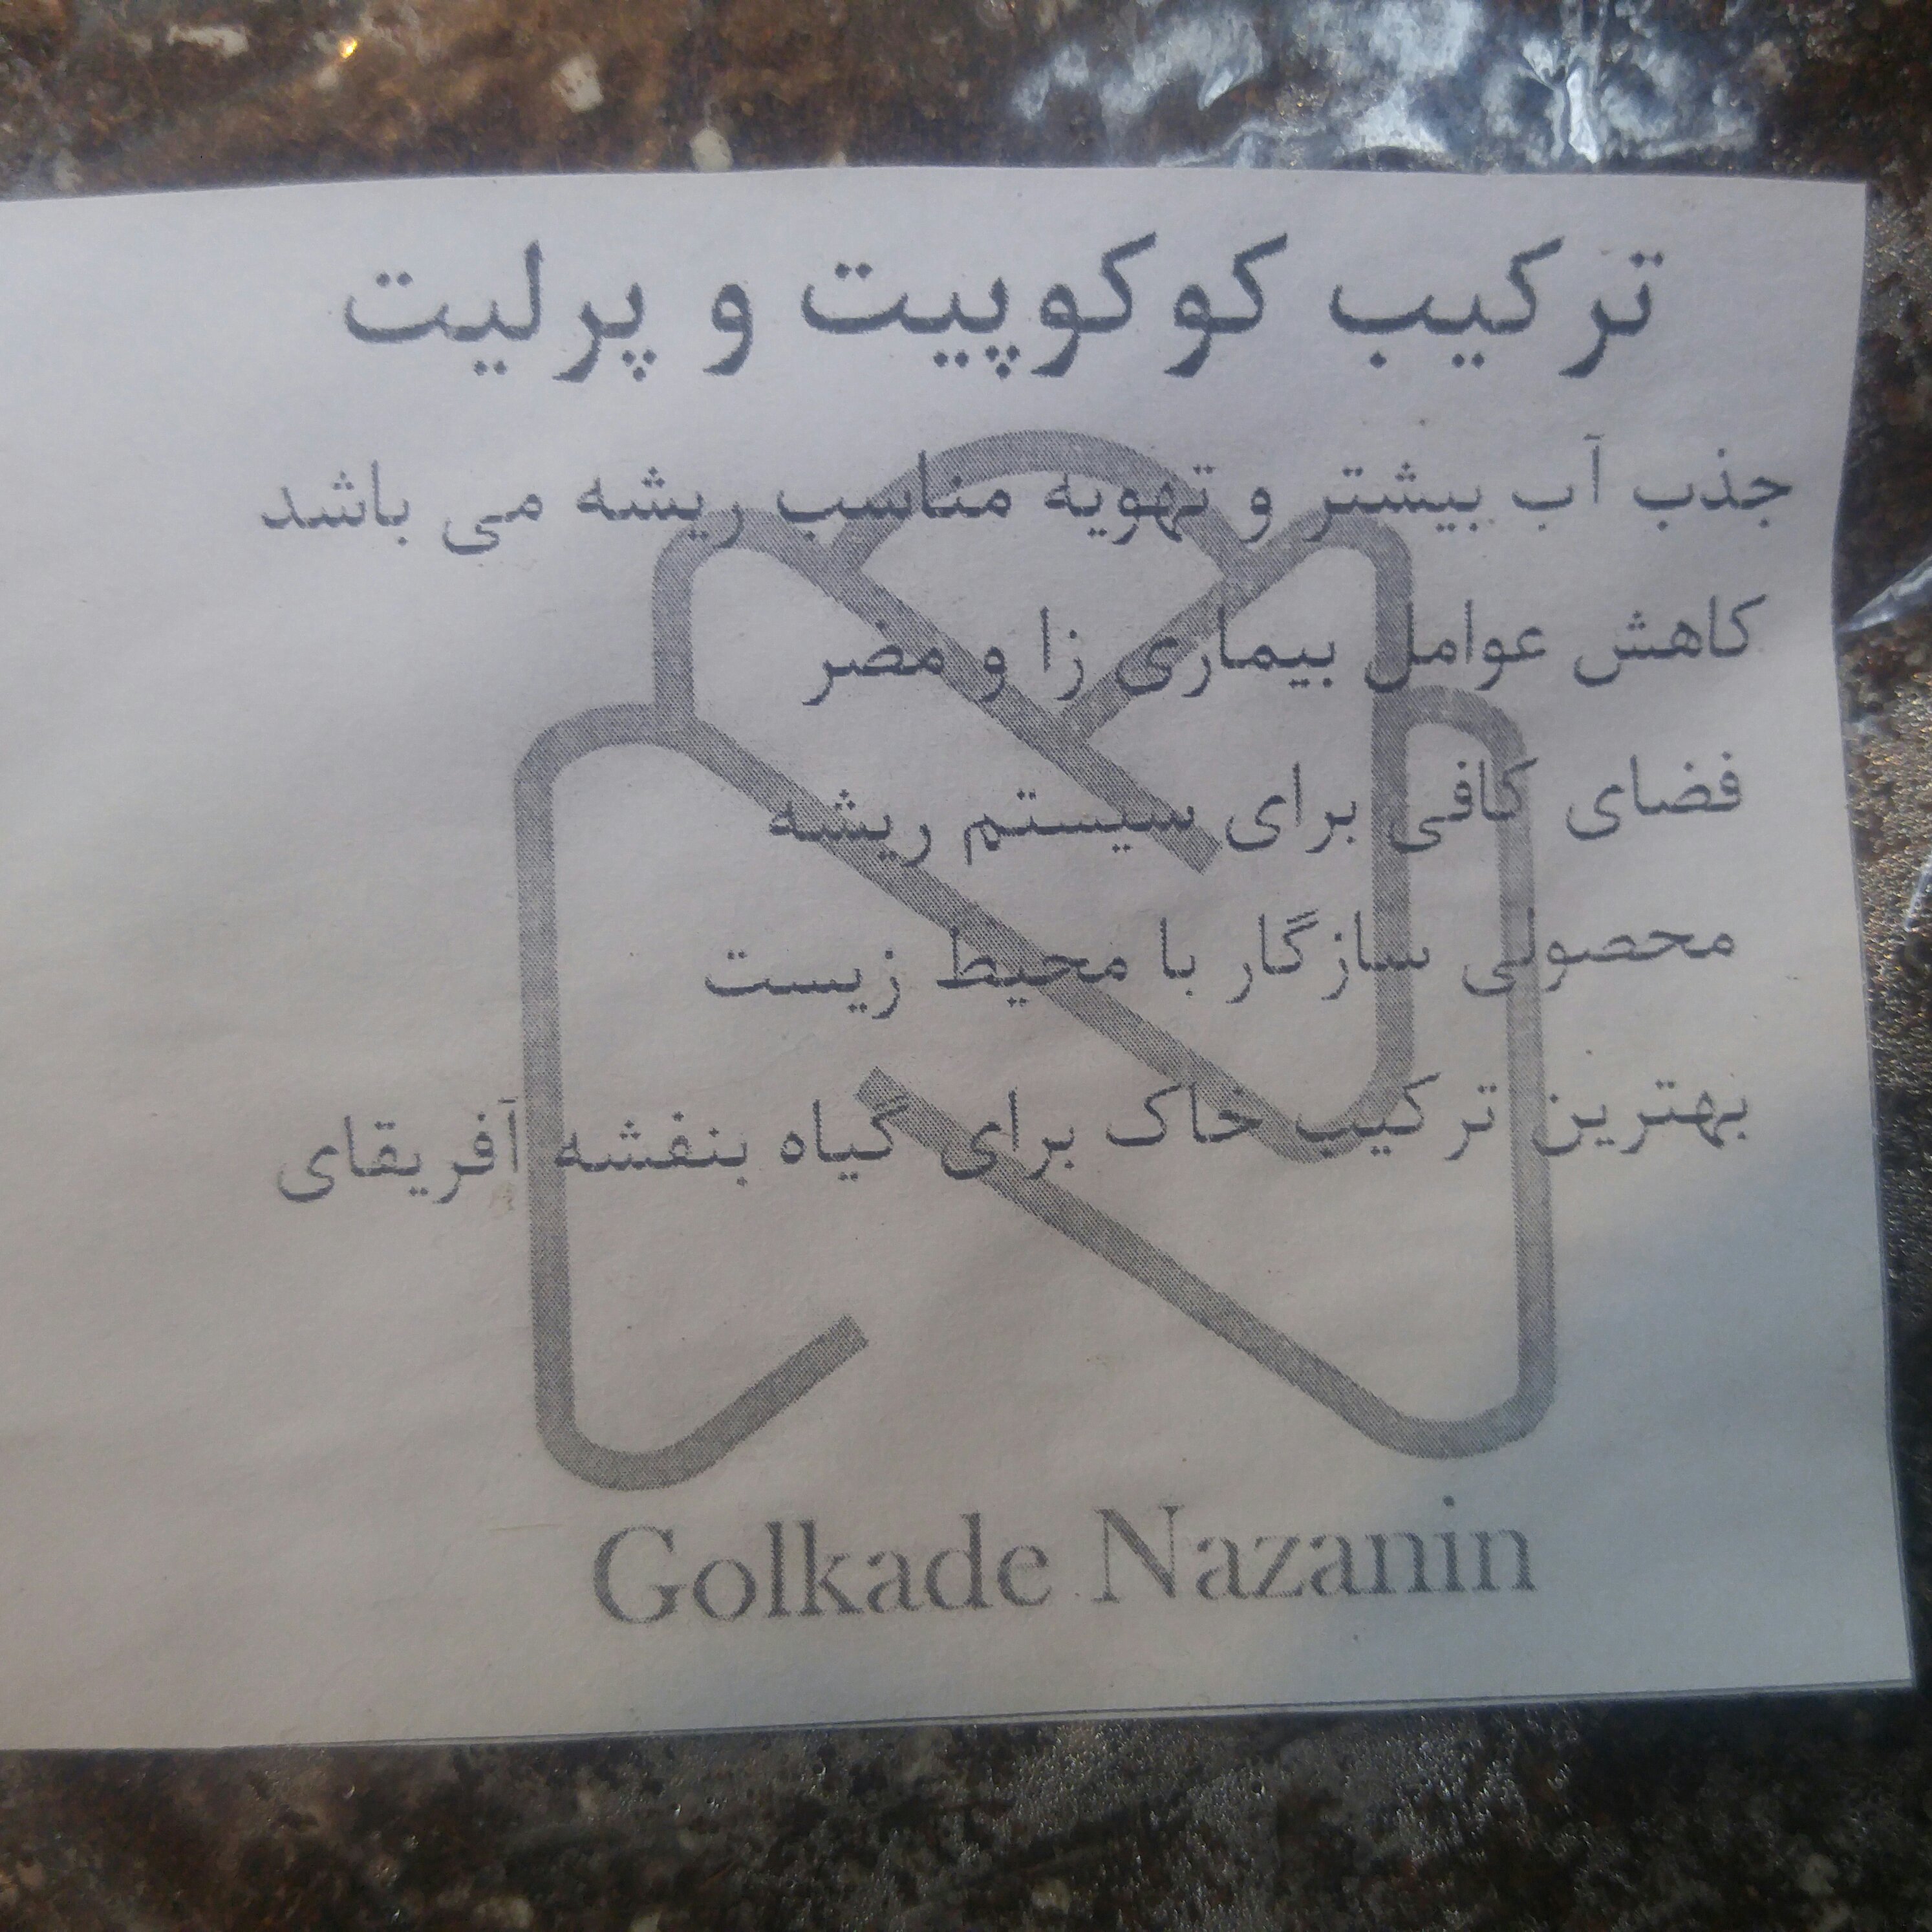 ترکیب کوکوپیت و پرلیت
جذب آب بیشتر و تهویه مناسب ریشه می باشد
کاهش عوامل بیماری زا و مضر
فضای کافی برای سیستم ریشه
محصولی سازگار با محیط زیست
بهترین ترکیب خاک برای گیاه بنفشه آفریقای
Golkade Nazanin